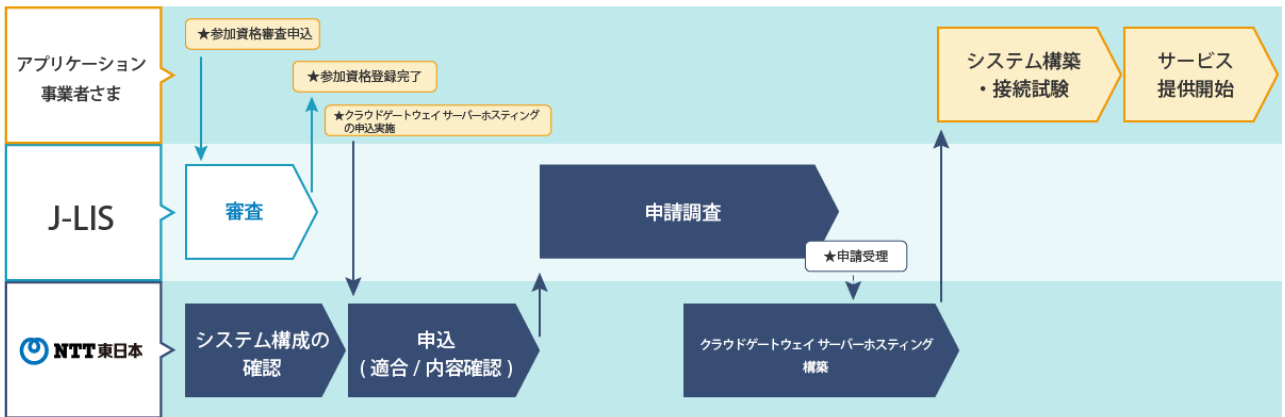 アプリケーション
事業者さま
★参加資格審査申込
★参加資格登録完了
★クラウドゲートウェイ サーバーホスティング
の申込実施
システム構築
・接続試験
サービス
提供開始
J-LIS
審査
申請調査
★申請受理
NTT東日本
システム構成の
確認
申込
( 適合 / 内容確認 )
クラウドゲートウェイ サーバーホスティング
構築